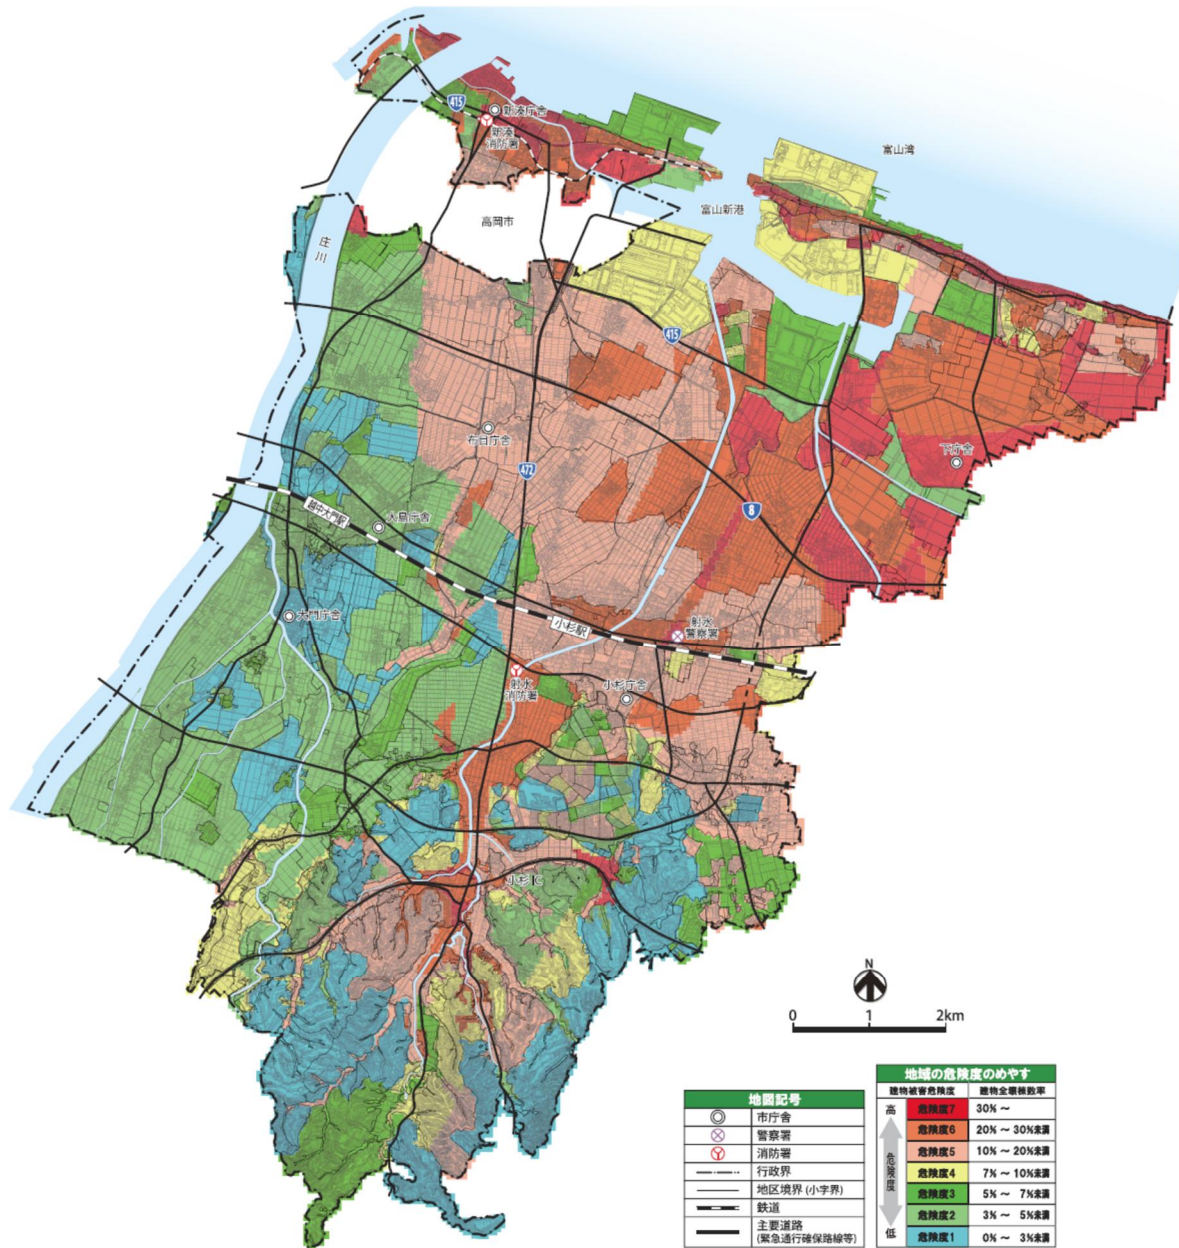 415
新湊庁舎
新湊
消防署
富山湾
富山新港
高岡市
庄川
415
布目庁舎
472
下庁舎
8
越中大門駅
大島庁舎
大門庁舎
小杉駅
射水
警察署
射水
消防署
小杉庁舎
小杉IC
N
0 1 2km
地図記号
市庁舎
警察署
消防署
行政界
地区境界(小字界)
鉄道
主要道路
(緊急通行確保路線等)
地域の危険度のめやす
建物被害危険度 建物全壊棟数率
高 危険度 低
危険度7 30% ~
危険度6 20% ~ 30%未満
危険度5 10% ~ 20%未満
危険度4 7% ~ 10%未満
危険度3 5% ~ 7%未満
危険度2 3% ~ 5%未満
危険度1 0% ~ 3%未満